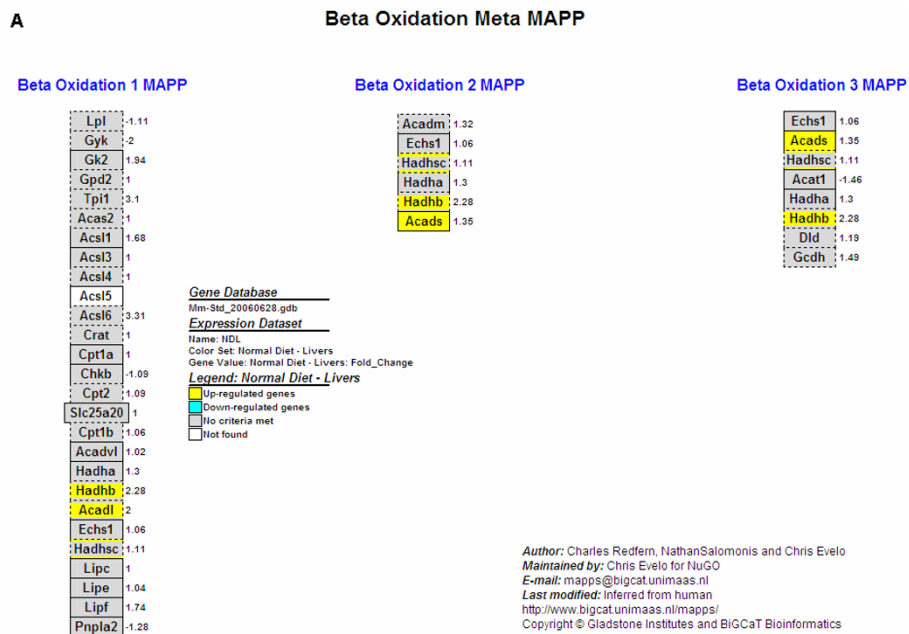 A
Beta Oxidation Meta MAPP
Beta Oxidation 1 MAPP
Lpl -1.11
Gyk -2
Gk2 1.94
Gpd2 1
Tpi1 3.1
Acas2 1
Acsl1 1.68
Acsl3 1
Acsl4 1
Acsl5
Acsl6 3.31
Crat 1
Cpt1a 1
Chkb -1.09
Cpt2 1.09
Slc25a20 1
Cpt1b 1.06
Acadvl 1.02
Hadha 1.3
Hadhb 2.28
Acadl 2
Echs1 1.06
Hadhsc 1.11
Lipc 1
Lipe 1.04
Lipf 1.74
Pnpla2 -1.28
Beta Oxidation 2 MAPP
Acadm 1.32
Echs1 1.06
Hadhsc 1.11
Hadha 1.3
Hadhb 2.28
Acads 1.35
Beta Oxidation 3 MAPP
Echs1 1.06
Acads 1.35
Hadhsc 1.11
Acat1 -1.46
Hadha 1.3
Hadhb 2.28
Dld 1.19
Gcdh 1.49
Gene Database
Mm-Std_20060628.gdb
Expression Dataset
Name: NDL
Color Set: Normal Diet - Livers
Gene Value: Normal Diet - Livers: Fold_Change
Legend: Normal Diet - Livers
Up-regulated genes
Down-regulated genes
No criteria met
Not found
Author: Charles Redfern, NathanSalomonis and Chris Evelo
Maintained by: Chris Evelo for NuGO
E-mail: mapps@bigcat.unimaas.nl
Last modified: Inferred from human
http://www.bigcat.unimaas.nl/mapps/
Copyright © Gladstone Institutes and BiGCaT Bioinformatics